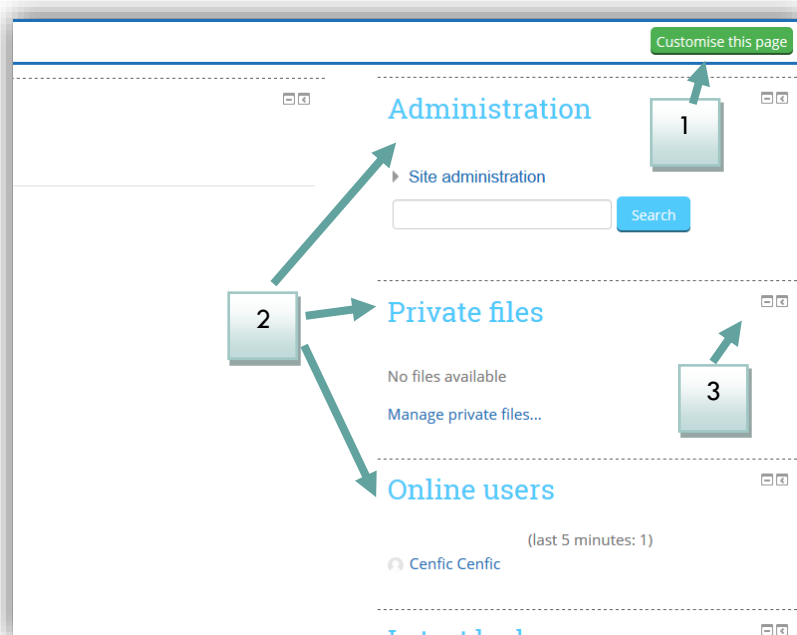 Customise this page
Administration
1
Site administration
Search
2
Private files
No files available
3
Manage private files...
Online users
(last 5 minutes: 1)
Cenfic Cenfic